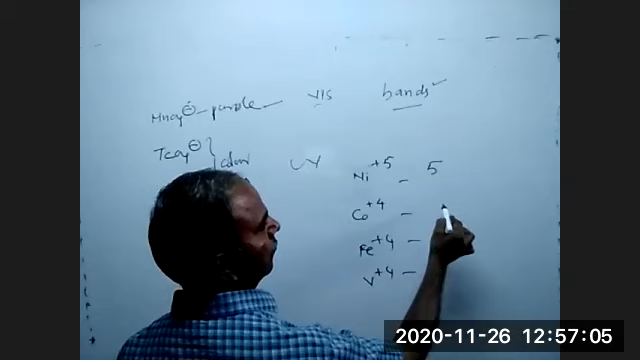 MnO4⊖ - purple - VIS bands ✓
TcO4⊖ } UV
Ni+5 - 5
Co+4 -
Fe+4 -
V+4 -
2020-11-26 12:57:05